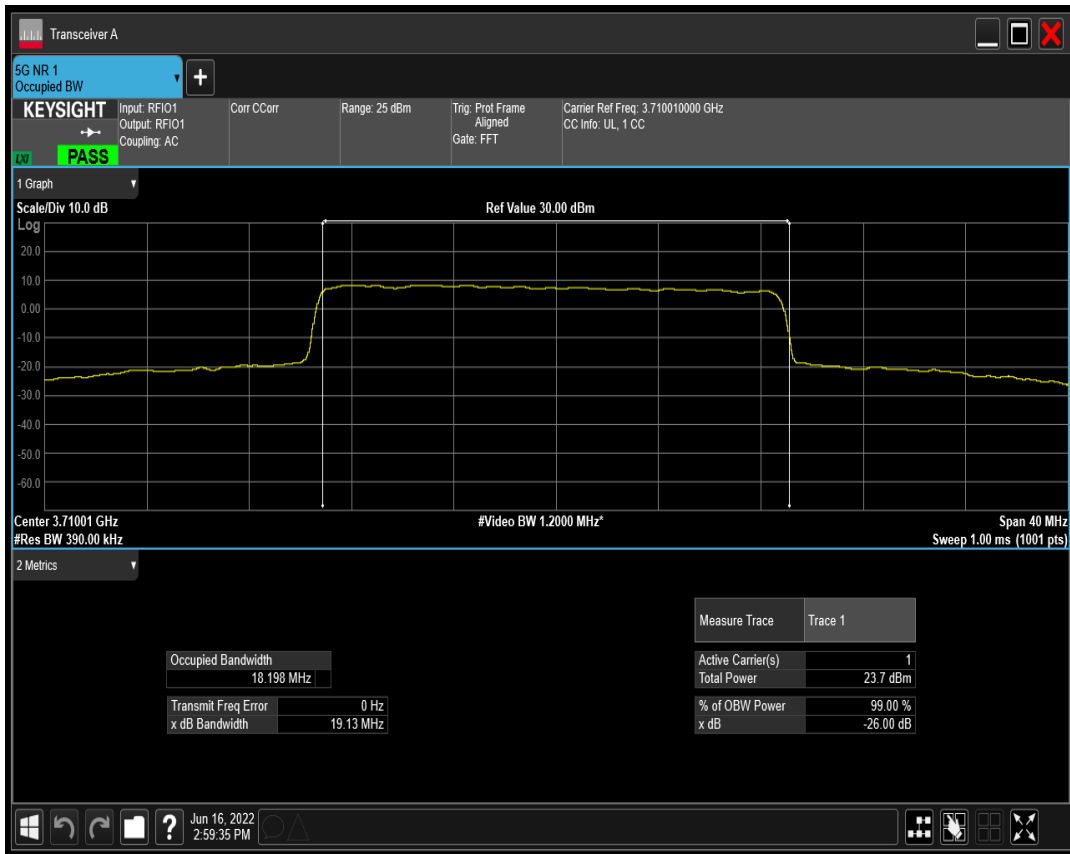 Transceiver A
5G NR 1
Occupied BW
+
KEYSIGHT
Input: RFIO1
Output: RFIO1
Coupling: AC
Corr CCorr
Range: 25 dBm
Trig: Prot Frame
Aligned
Gate: FFT
Carrier Ref Freq: 3.710010000 GHz
CC Info: UL, 1 CC
LXI
PASS
1 Graph
Scale/Div 10.0 dB
Ref Value 30.00 dBm
Log
20.0
10.0
0.00
-10.0
-20.0
-30.0
-40.0
-50.0
-60.0
Center 3.71001 GHz
#Video BW 1.2000 MHz*
Span 40 MHz
#Res BW 390.00 kHz
Sweep 1.00 ms (1001 pts)
2 Metrics
Measure Trace Trace 1
Occupied Bandwidth
18.198 MHz
Active Carrier(s) 1
Total Power 23.7 dBm
Transmit Freq Error 0 Hz
x dB Bandwidth 19.13 MHz
% of OBW Power 99.00 %
x dB -26.00 dB
?
Jun 16, 2022
2:59:35 PM